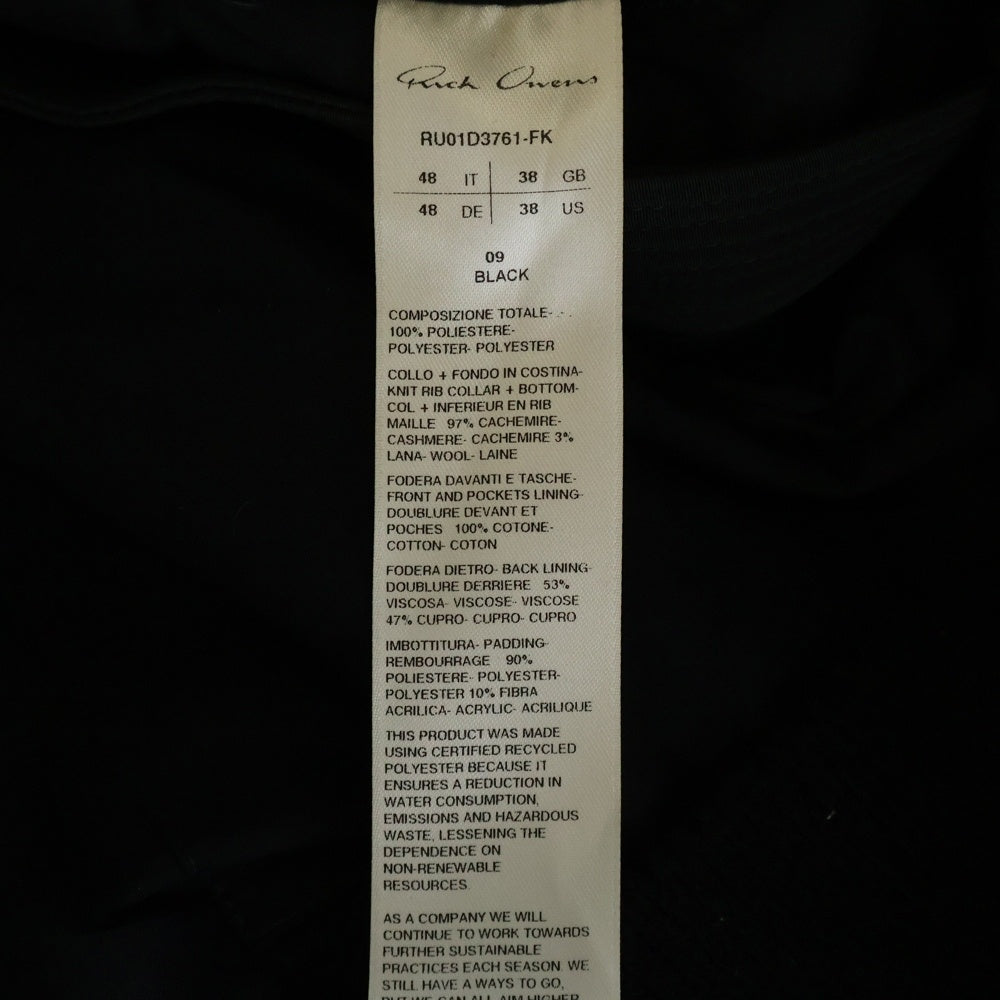 Rick Owens
RU01D3761-FK
48 IT 38 GB
48 DE 38 US
09
BLACK
COMPOSIZIONE TOTALE- - -
100% POLIESTERE-
POLYESTER- POLYESTER
COLLO + FONDO IN COSTINA-
KNIT RIB COLLAR + BOTTOM-
COL + INFERIEUR EN RIB
MAILLE 97% CACHEMIRE-
CASHMERE- CACHEMIRE 3%
LANA- WOOL- LAINE
FODERA DAVANTI E TASCHE-
FRONT AND POCKETS LINING-
DOUBLURE DEVANT ET
POCHES 100% COTONE-
COTTON- COTON
FODERA DIETRO- BACK LINING-
DOUBLURE DERRIERE 53%
VISCOSA- VISCOSE- VISCOSE
47% CUPRO- CUPRO- CUPRO
IMBOTTITURA- PADDING-
REMBOURRAGE 90%
POLIESTERE- POLYESTER-
POLYESTER 10% FIBRA
ACRILICA- ACRYLIC- ACRILIQUE
THIS PRODUCT WAS MADE
USING CERTIFIED RECYCLED
POLYESTER BECAUSE IT
ENSURES A REDUCTION IN
WATER CONSUMPTION,
EMISSIONS AND HAZARDOUS
WASTE, LESSENING THE
DEPENDENCE ON
NON-RENEWABLE
RESOURCES.
AS A COMPANY WE WILL
CONTINUE TO WORK TOWARDS
FURTHER SUSTAINABLE
PRACTICES EACH SEASON. WE
STILL HAVE A WAYS TO GO,
BUT WE CAN ALL AIM HIGHER